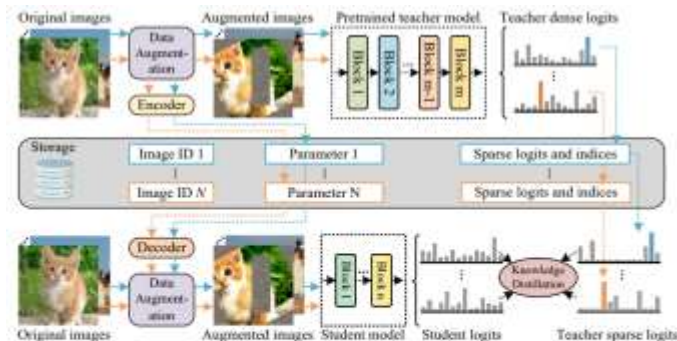 Original images
Augmented images
Pretrained teacher model
Teacher dense logits
Data
Augment-
ation
Encoder
Block 1
Block 2
...
Block m-1
Block m
Storage
Image ID 1
Parameter 1
Sparse logits and indices
Image ID N
Parameter N
Sparse logits and indices
Decoder
Data
Augment-
ation
Block 1
...
Block n
Knowledge
Distillation
Original images
Augmented images
Student model
Student logits
Teacher sparse logits